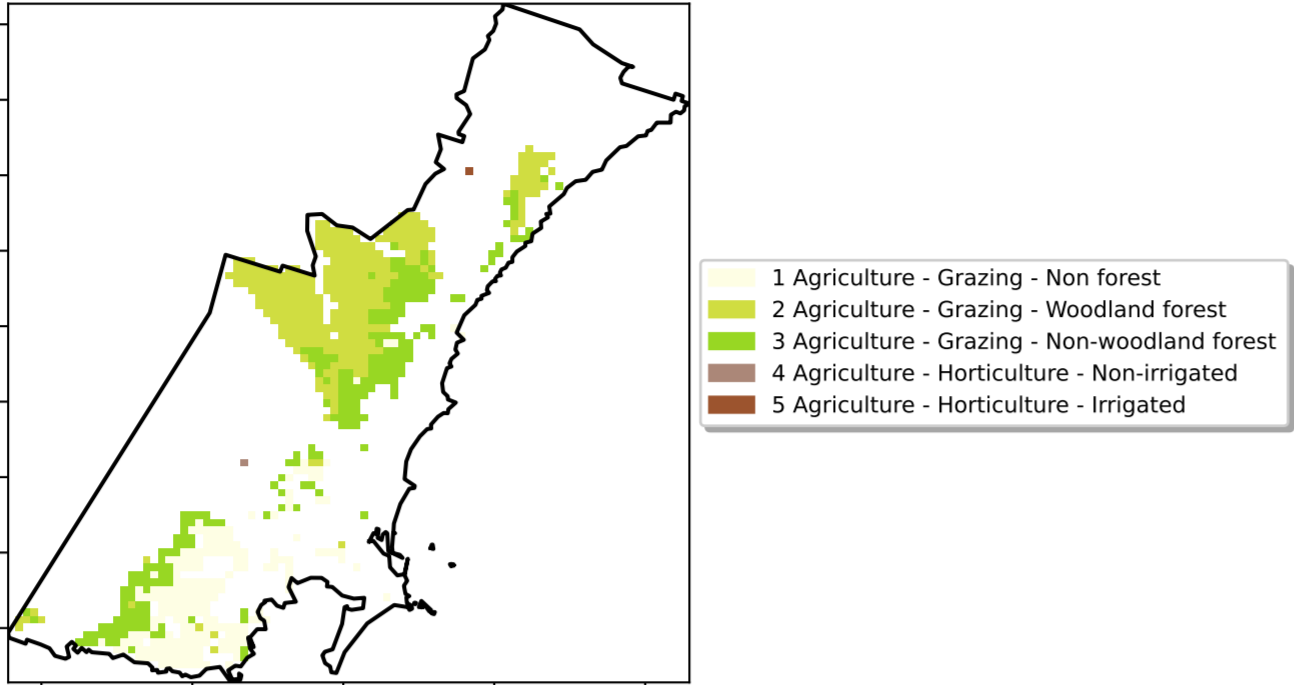 1 Agriculture - Grazing - Non forest
2 Agriculture - Grazing - Woodland forest
3 Agriculture - Grazing - Non-woodland forest
4 Agriculture - Horticulture - Non-irrigated
5 Agriculture - Horticulture - Irrigated